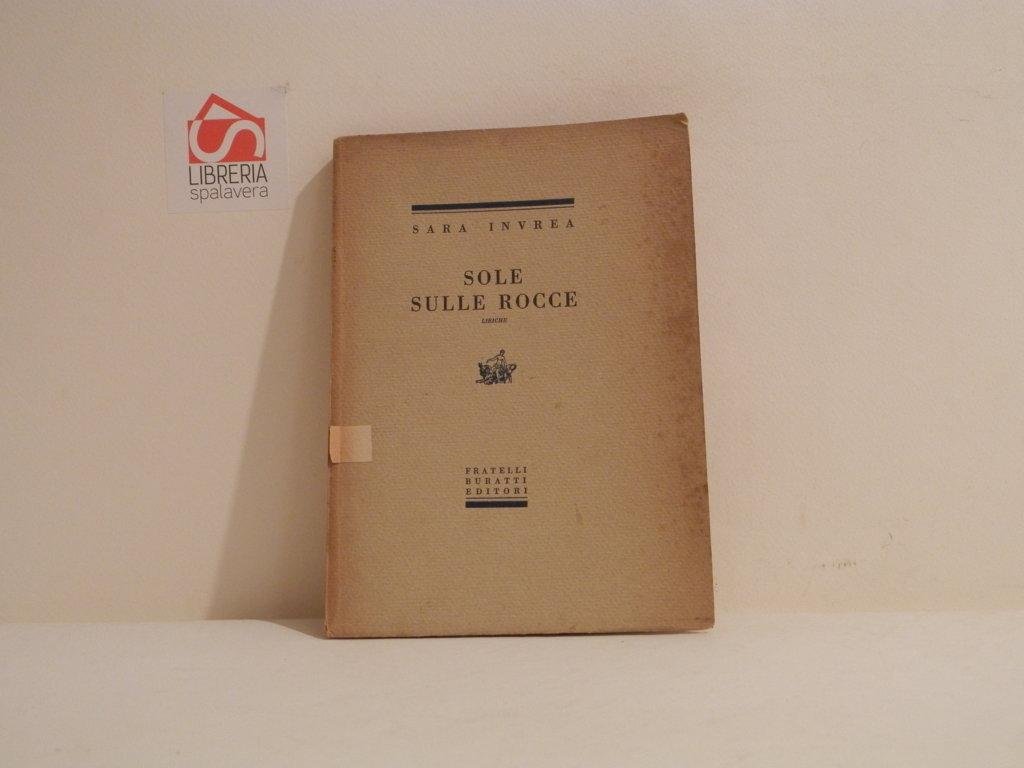 LIBRERIA
spalavera
SARA INVREA
SOLE
SULLE ROCCE
LIRICHE
FRATELLI
BURATTI
EDITORI